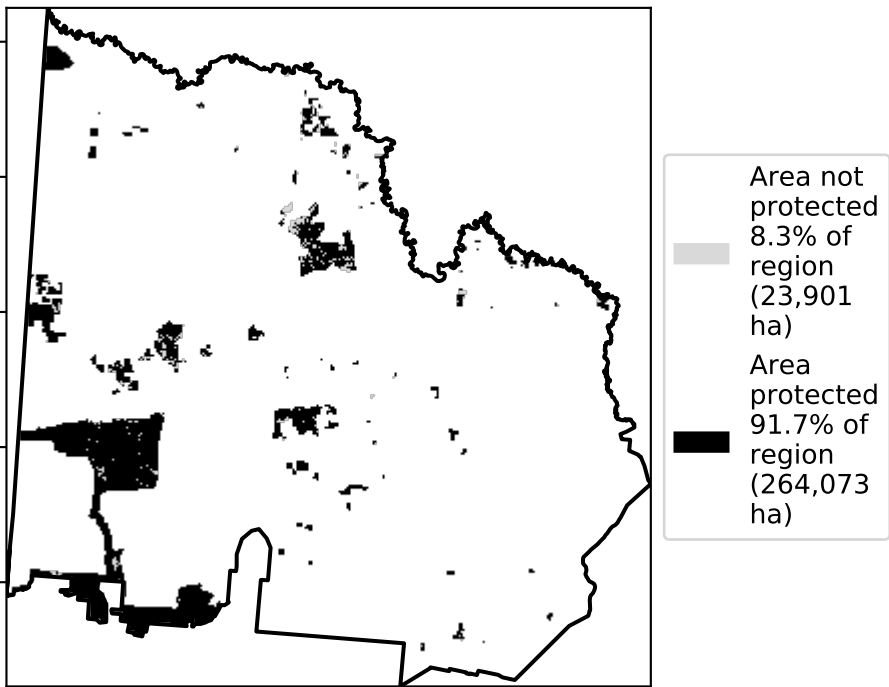 Area not
protected
8.3% of
region
(23,901
ha)
Area
protected
91.7% of
region
(264,073
ha)